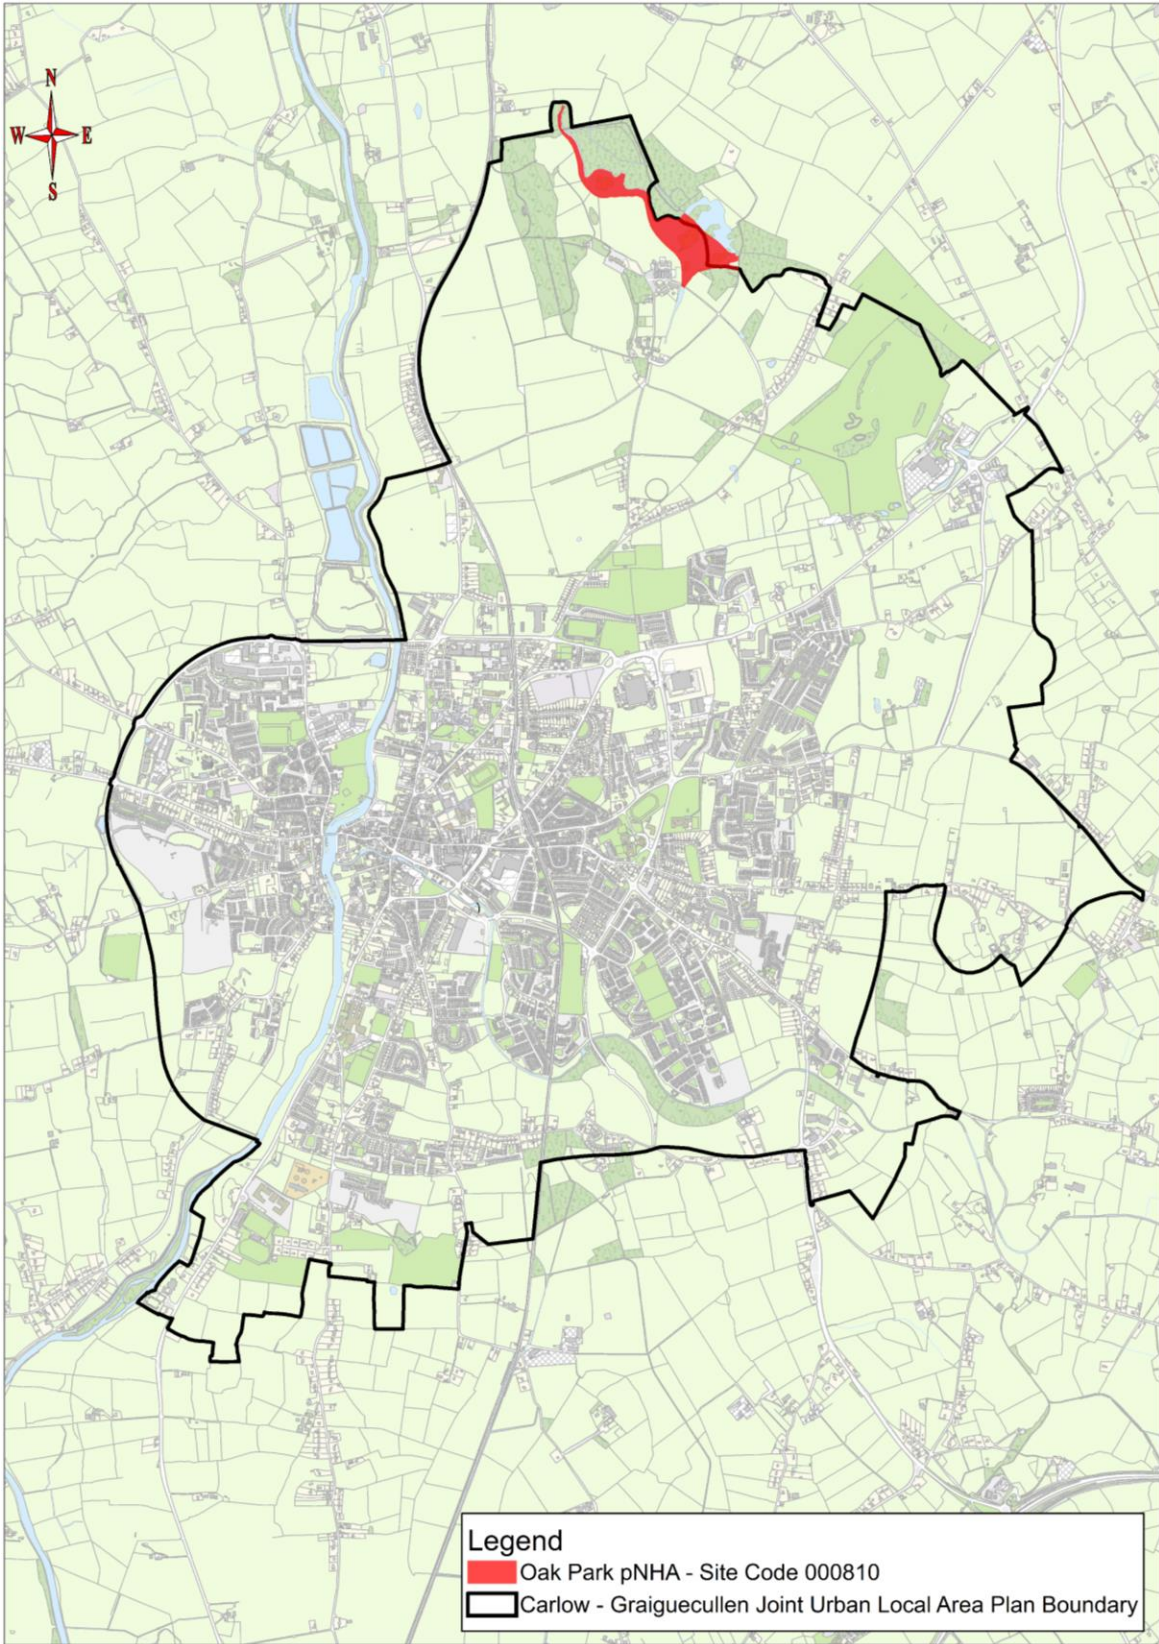 N
W E
S
Legend
Oak Park pNHA - Site Code 000810
Carlow - Graiguecullen Joint Urban Local Area Plan Boundary